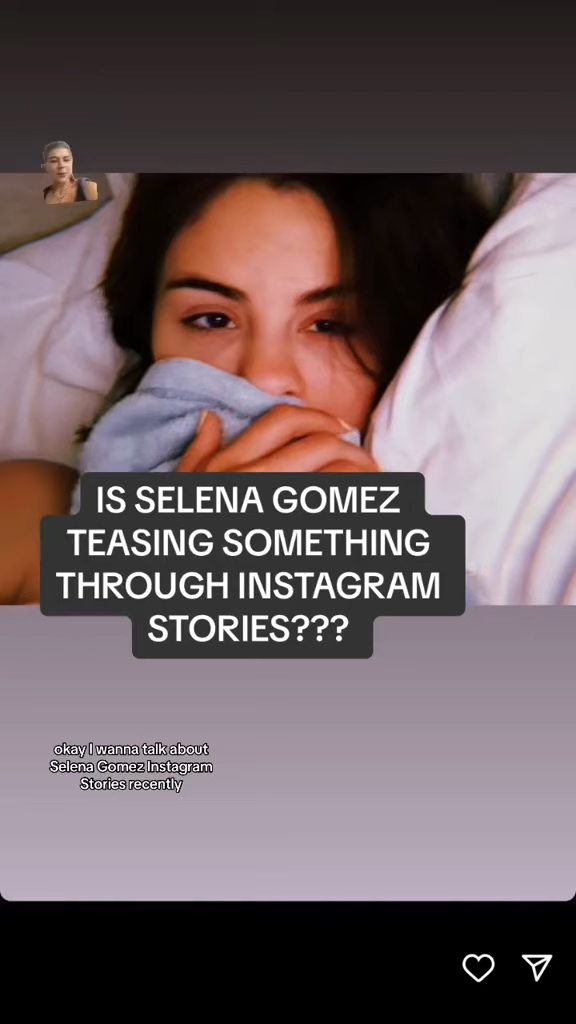 IS SELENA GOMEZ
TEASING SOMETHING
THROUGH INSTAGRAM
STORIES???
okay I wanna talk about
Selena Gomez Instagram
Stories recently